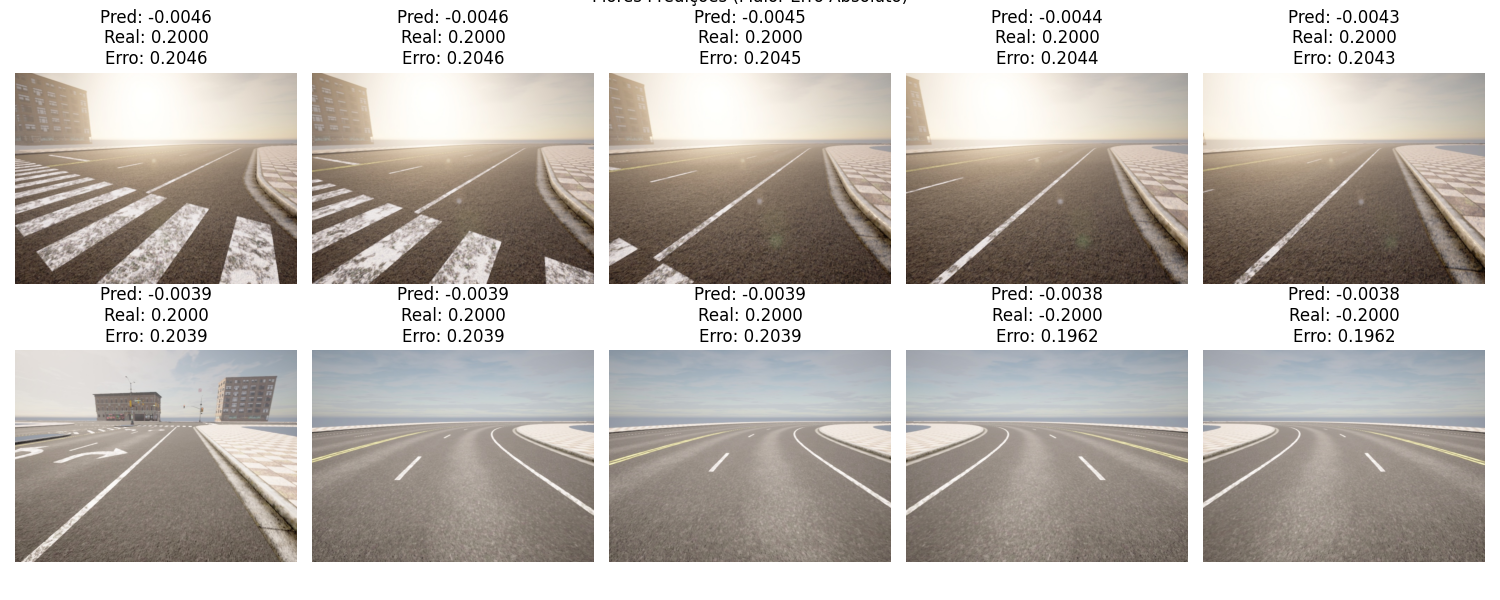 Pred: -0.0046
Real: 0.2000
Erro: 0.2046
Pred: -0.0046
Real: 0.2000
Erro: 0.2046
Pred: -0.0045
Real: 0.2000
Erro: 0.2045
Pred: -0.0044
Real: 0.2000
Erro: 0.2044
Pred: -0.0043
Real: 0.2000
Erro: 0.2043
Pred: -0.0039
Real: 0.2000
Erro: 0.2039
Pred: -0.0039
Real: 0.2000
Erro: 0.2039
Pred: -0.0039
Real: 0.2000
Erro: 0.2039
Pred: -0.0038
Real: -0.2000
Erro: 0.1962
Pred: -0.0038
Real: -0.2000
Erro: 0.1962